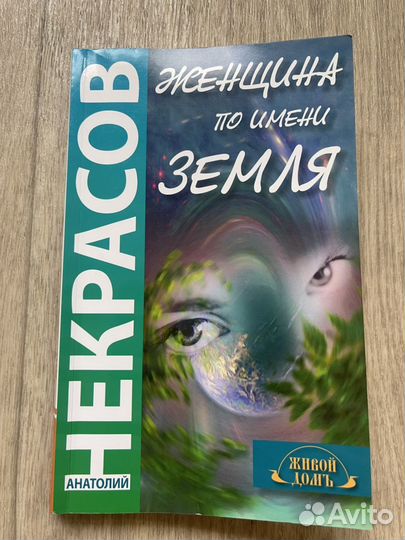 АНАТОЛИЙ
НЕКРАСОВ
ЖЕНЩИНА
ПО ИМЕНИ
ЗЕМЛЯ
ЖИВОЙ
ДОМЪ
Avito